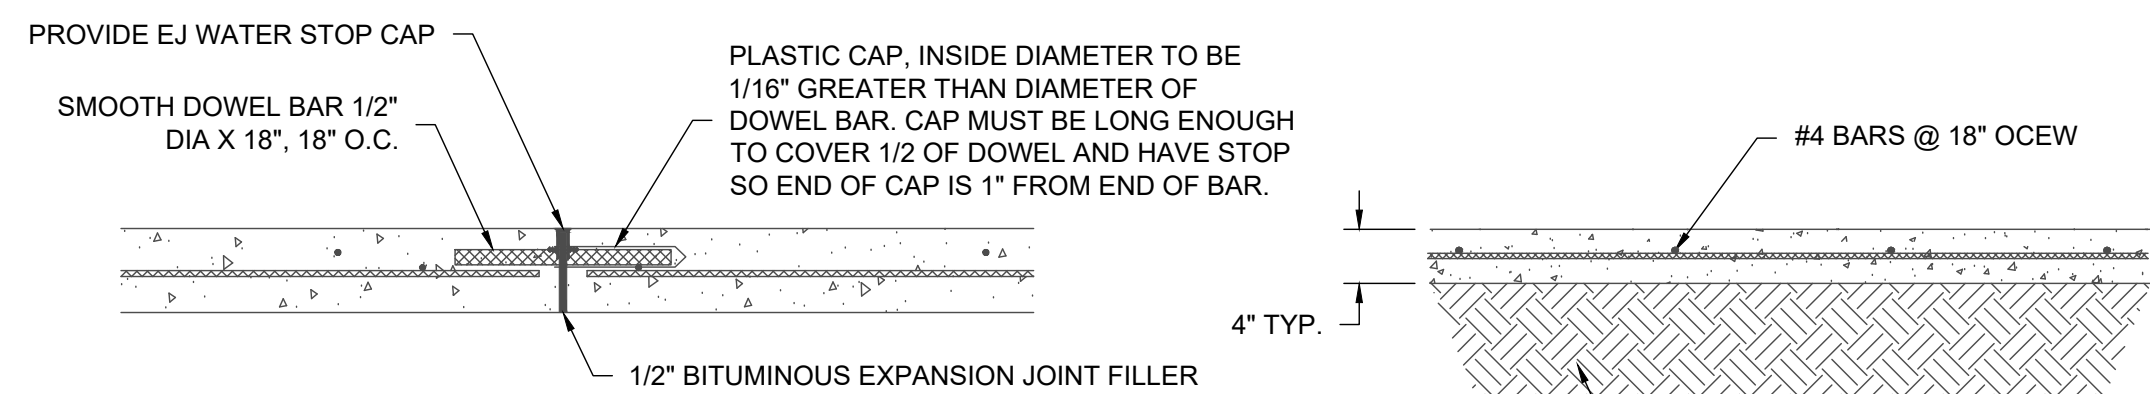 PROVIDE EJ WATER STOP CAP
SMOOTH DOWEL BAR 1/2"
DIA X 18", 18" O.C.
PLASTIC CAP, INSIDE DIAMETER TO BE
1/16" GREATER THAN DIAMETER OF
DOWEL BAR. CAP MUST BE LONG ENOUGH
TO COVER 1/2 OF DOWEL AND HAVE STOP
SO END OF CAP IS 1" FROM END OF BAR.
1/2" BITUMINOUS EXPANSION JOINT FILLER
#4 BARS @ 18" OCEW
4" TYP.